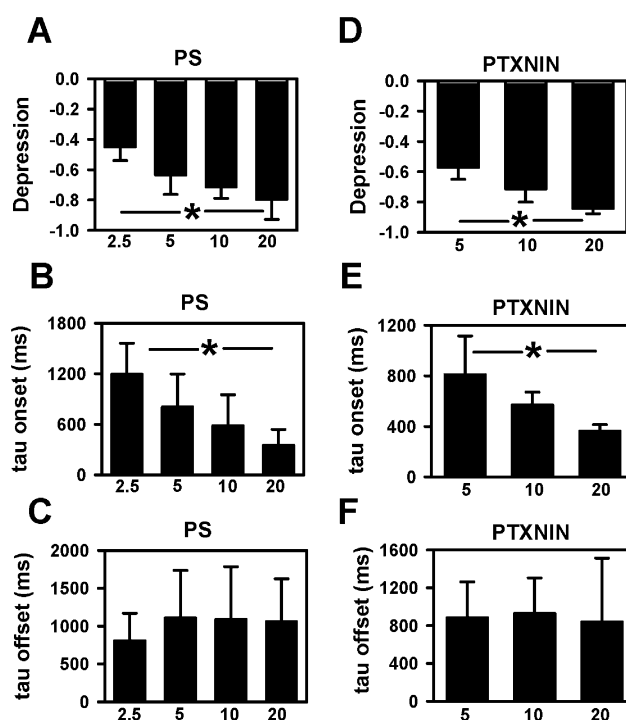 A
PS
Depression
0.0
-0.2
-0.4
-0.6
-0.8
-1.0
*
2.5 5 10 20
D
PTXNIN
Depression
0.0
-0.2
-0.4
-0.6
-0.8
-1.0
*
5 10 20
B
PS
tau onset (ms)
1800
1200
600
0
*
2.5 5 10 20
E
PTXNIN
tau onset (ms)
1200
800
400
0
*
5 10 20
C
PS
tau offset (ms)
2000
1500
1000
500
0
2.5 5 10 20
F
PTXNIN
tau offset (ms)
1600
1200
800
400
0
5 10 20